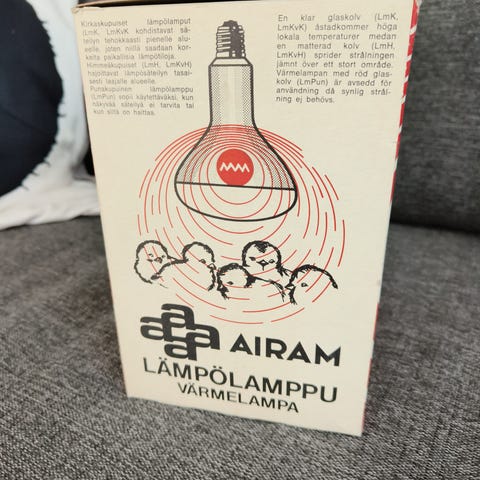 Kirkaskupuiset lämpölamput
(LmK, LmKvK kohdistavat sä-
teilyn tehokkaasti pienelle alu-
eelle, joten niillä saadaan kor-
keita paikallisia lämpötiloja.
Himmeäkupuiset (LmH, LmKvH)
hajoittavat lämpösäteilyn tasai-
sesti laajalle alueelle.
Punakupuinen lämpölamppu
(LmPun) sopii käytettäväksi, kun
näkyvää säteilyä ei tarvita tai
kun siitä on haittaa.
En klar glaskolv (LmK,
LmKvK) åstadkommer höga
lokala temperaturer medan
en matterad kolv (LmH,
LmKvH) sprider strålningen
jämnt över ett stort område.
Värmelampan med röd glas-
kolv (LmPun) är avsedd för
användning då synlig strål-
ning ej behövs.
aaaa AIRAM
LÄMPÖLAMPPU
VÄRMELAMPA